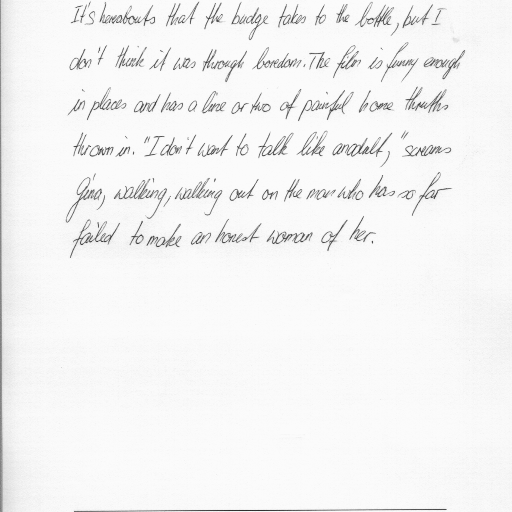 It's hereabouts that the budge takes to the bottle, but I
don't think it was through boredom. The film is funny enough
in places and has a line or two of painful home thruths
thrown in. "I don't want to talk like anadult," screams
Gina, walking, walking out on the man who has so far
failed to make an honest woman of her.